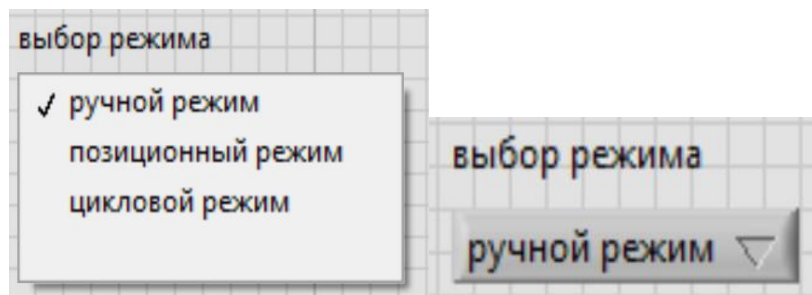 выбор режима
ручной режим
позиционный режим
цикловой режим
выбор режима
ручной режим